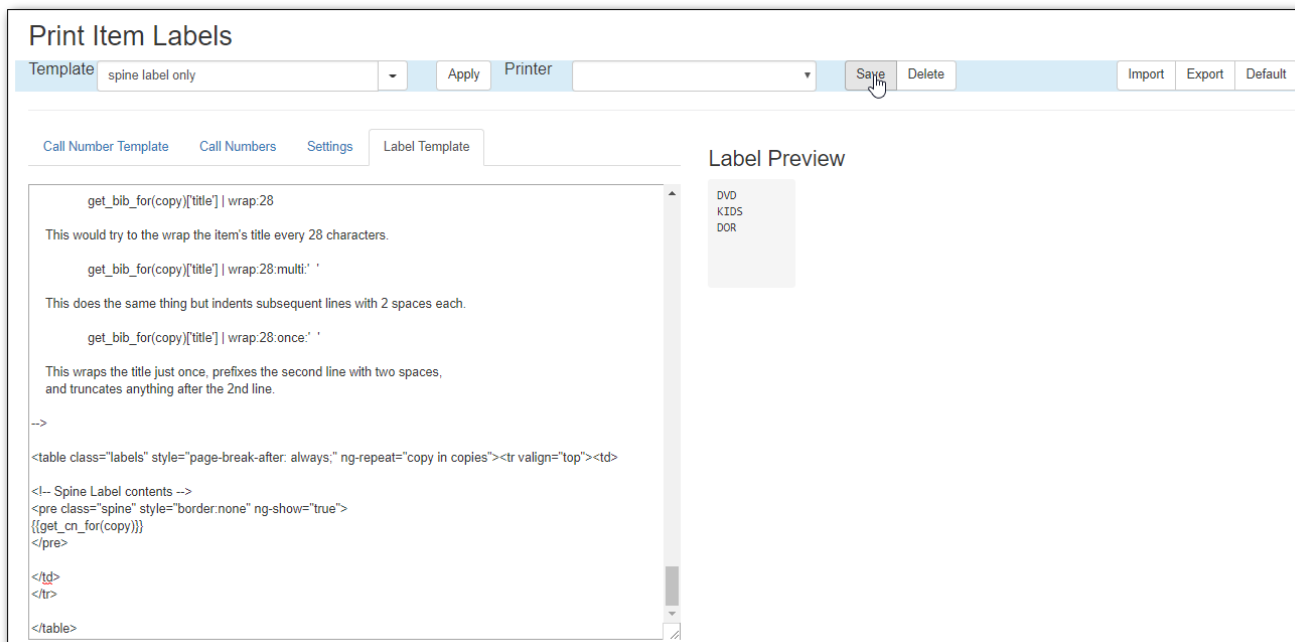 Print Item Labels
Template spine label only Apply Printer Save Delete Import Export Default
Call Number Template Call Numbers Settings Label Template
Label Preview
get_bib_for(copy)['title'] | wrap:28
This would try to the wrap the item's title every 28 characters.
get_bib_for(copy)['title'] | wrap:28:multi:'  '
This does the same thing but indents subsequent lines with 2 spaces each.
get_bib_for(copy)['title'] | wrap:28:once:'  '
This wraps the title just once, prefixes the second line with two spaces,
and truncates anything after the 2nd line.
-->
<table class="labels" style="page-break-after: always;" ng-repeat="copy in copies"><tr valign="top"><td>
<!-- Spine Label contents -->
<pre class="spine" style="border:none" ng-show="true">
{{get_cn_for(copy)}}
</pre>
</td>
</tr>
</table>
DVD
KIDS
DOR